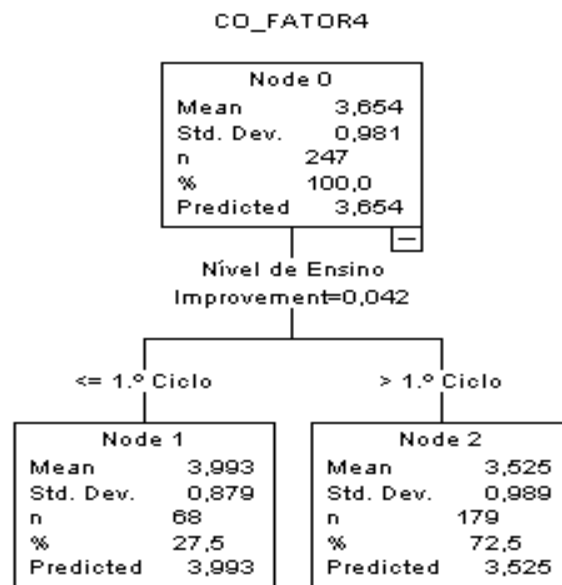 CO_FATOR4
Node 0
Mean 3,654
Std. Dev. 0,981
n 247
% 100,0
Predicted 3,654
Nível de Ensino
Improvement=0,042
<= 1.º Ciclo
> 1.º Ciclo
Node 1
Mean 3,993
Std. Dev. 0,879
n 68
% 27,5
Predicted 3,993
Node 2
Mean 3,525
Std. Dev. 0,989
n 179
% 72,5
Predicted 3,525